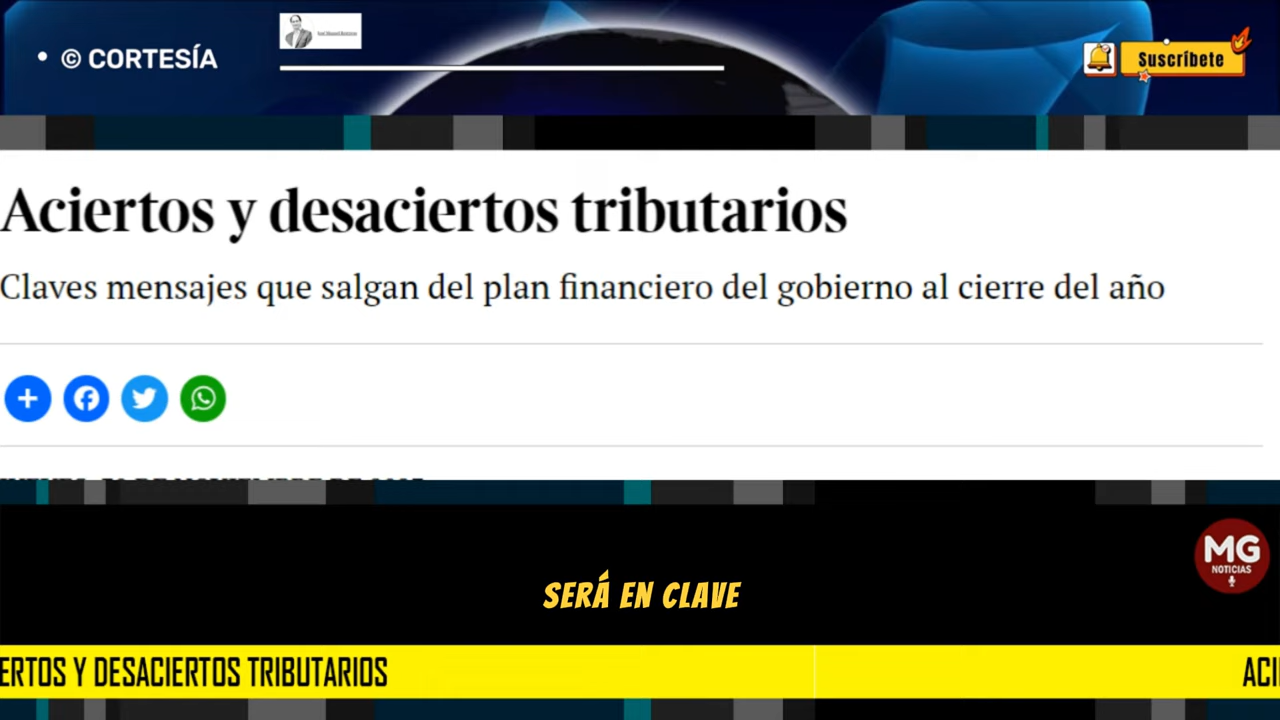 • © CORTESÍA
Suscríbete
Aciertos y desaciertos tributarios
Claves mensajes que salgan del plan financiero del gobierno al cierre del año
MG
NOTICIAS
SERÁ EN CLAVE
ERTOS Y DESACIERTOS TRIBUTARIOS
ACI